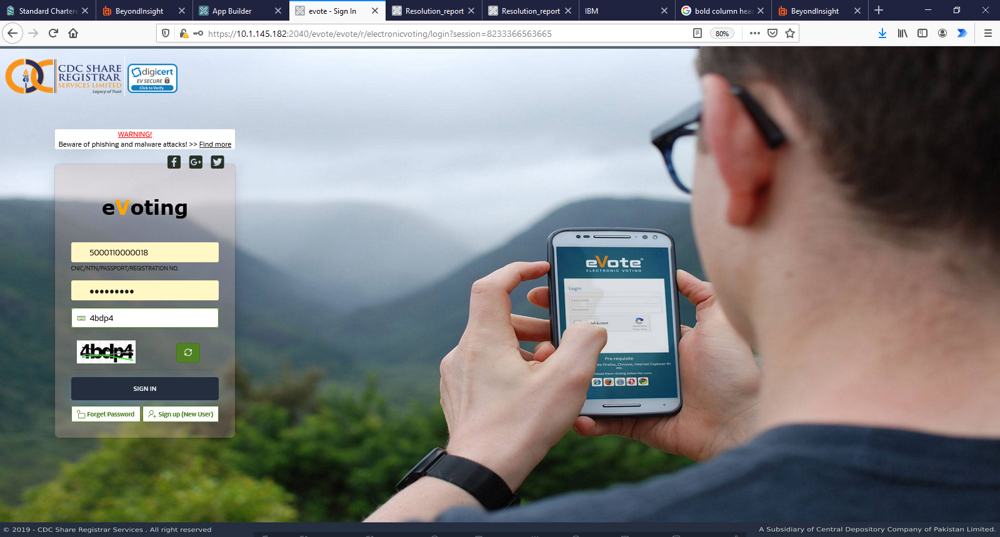 Standard Chartere
BeyondInsight
App Builder
evote - Sign In
Resolution_report
Resolution_report
IBM
bold column hea
BeyondInsight
https://10.1.145.182:2040/evote/evote/r/electronicvoting/login?session=8233366563665
80%
CDC SHARE
REGISTRAR
SERVICES LIMITED
Legacy of Trust
digicert
EV SECURE
Click to Verify
WARNING!
Beware of phishing and malware attacks! >> Find more
eVoting
5000110000018
CNIC/NTN/PASSPORT/REGISTRATION NO.
4bdp4
4bdp4
SIGN IN
Forget Password
Sign up (New User)
eVote
ELECTRONIC VOTING
Login
Username
Password
not a robot
Pre-requisite
ike Firefox, Chrome, Internet Explorer 9+
etc.
nload them clicking below the icons
© 2019 - CDC Share Registrar Services . All right reserved
A Subsidiary of Central Depository Company of Pakistan Limited.